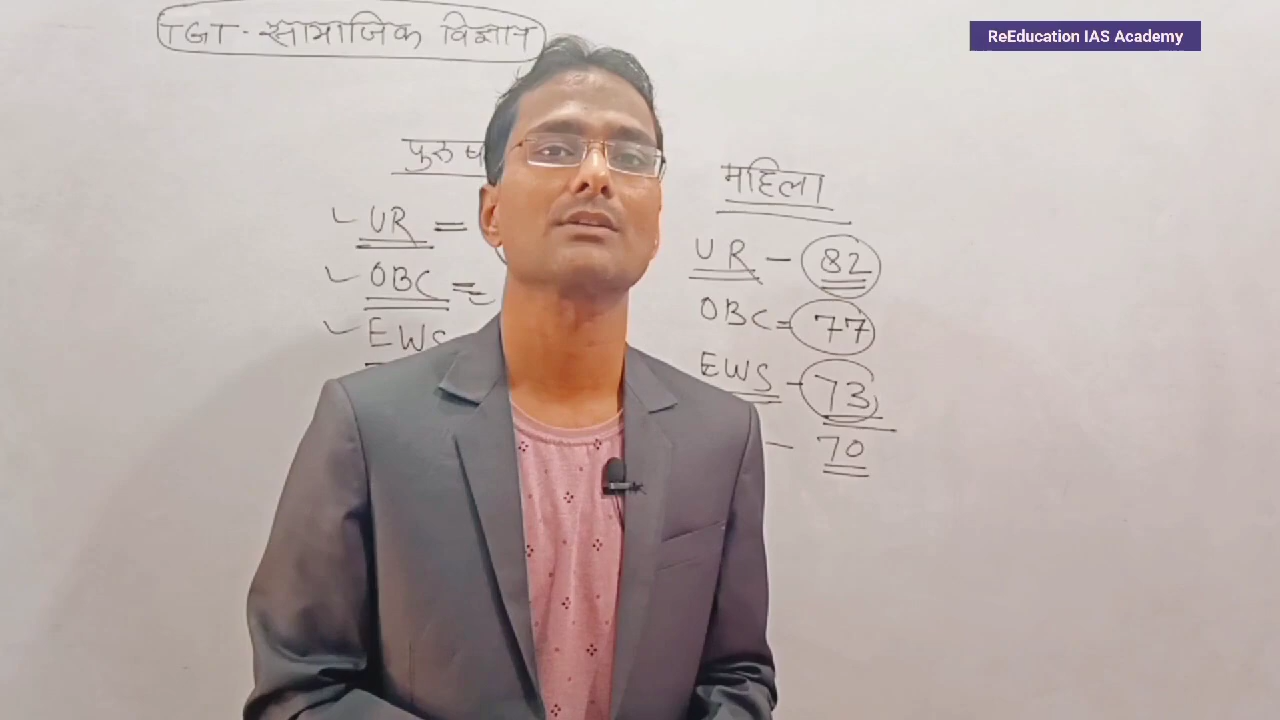 TGT - सामाजिक विज्ञान
ReEducation IAS Academy
पुरुष
UR =
OBC =
EWS
महिला
UR - 82
OBC = 77
EWS - 73
- 70